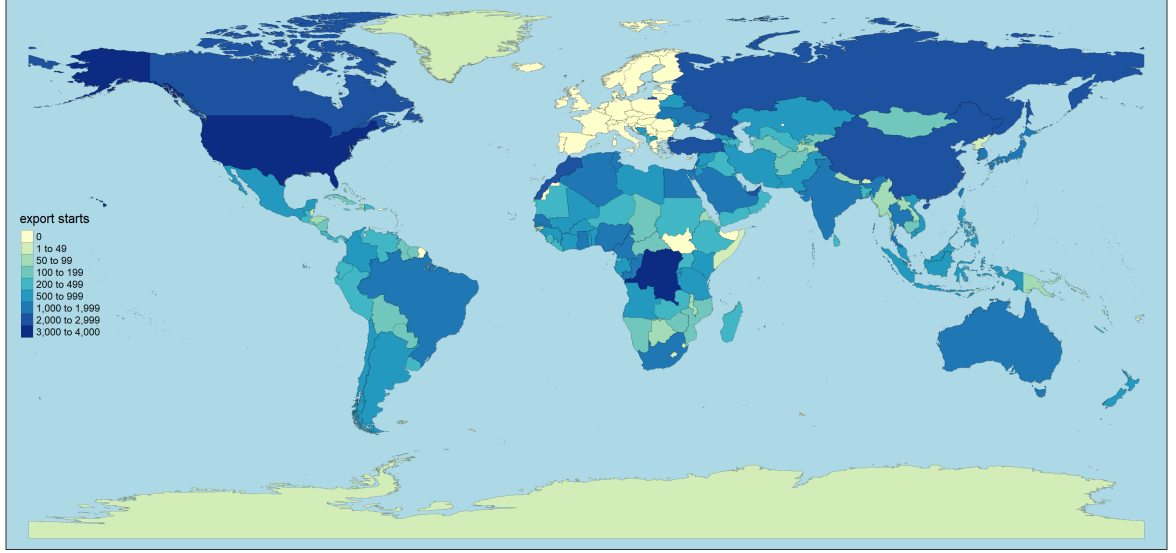 export starts
0
1 to 49
50 to 99
100 to 199
200 to 499
500 to 999
1,000 to 1,999
2,000 to 2,999
3,000 to 4,000